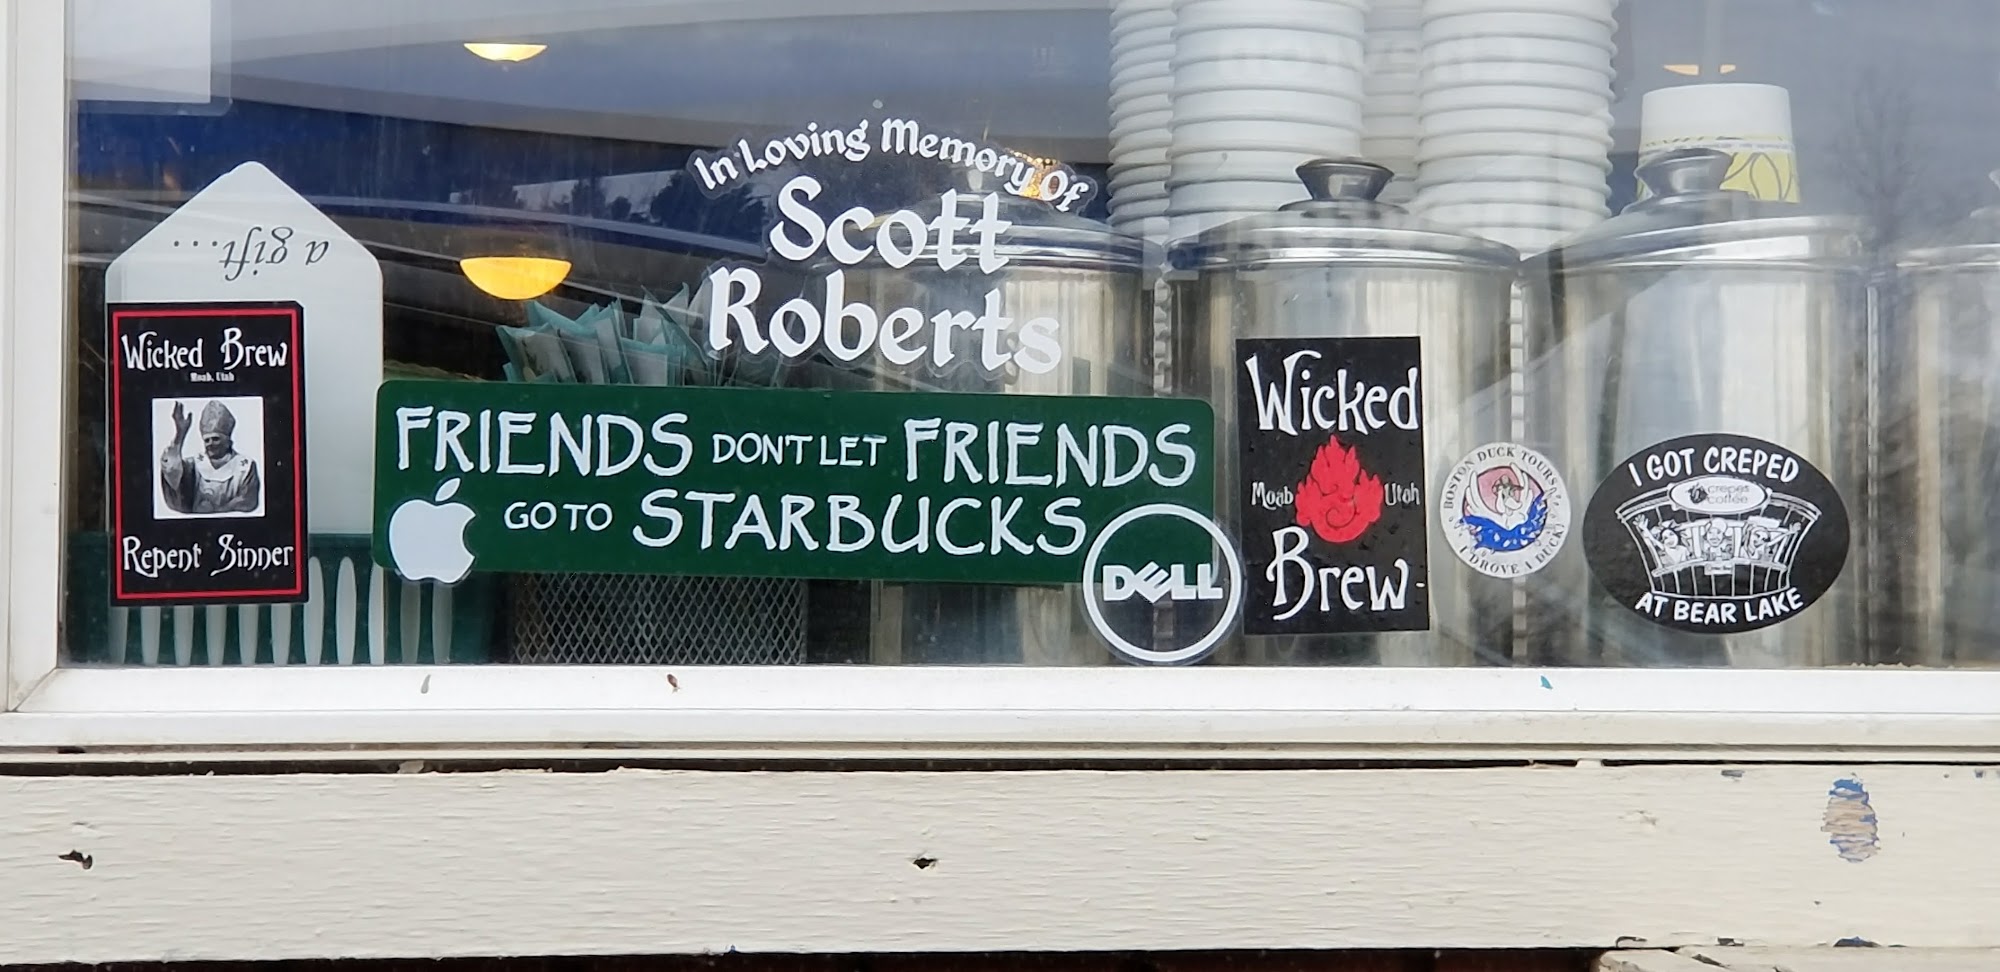 In Loving Memory Of
Scott
Roberts
a gift...
Wicked Brew
Moab, Utah
Repent Sinner
FRIENDS DON'T LET FRIENDS
GO TO STARBUCKS
DELL
Wicked
Moab Utah
Brew
BOSTON DUCK TOURS
I DROVE A DUCK!
I GOT CREPED
crepes
coffee
AT BEAR LAKE